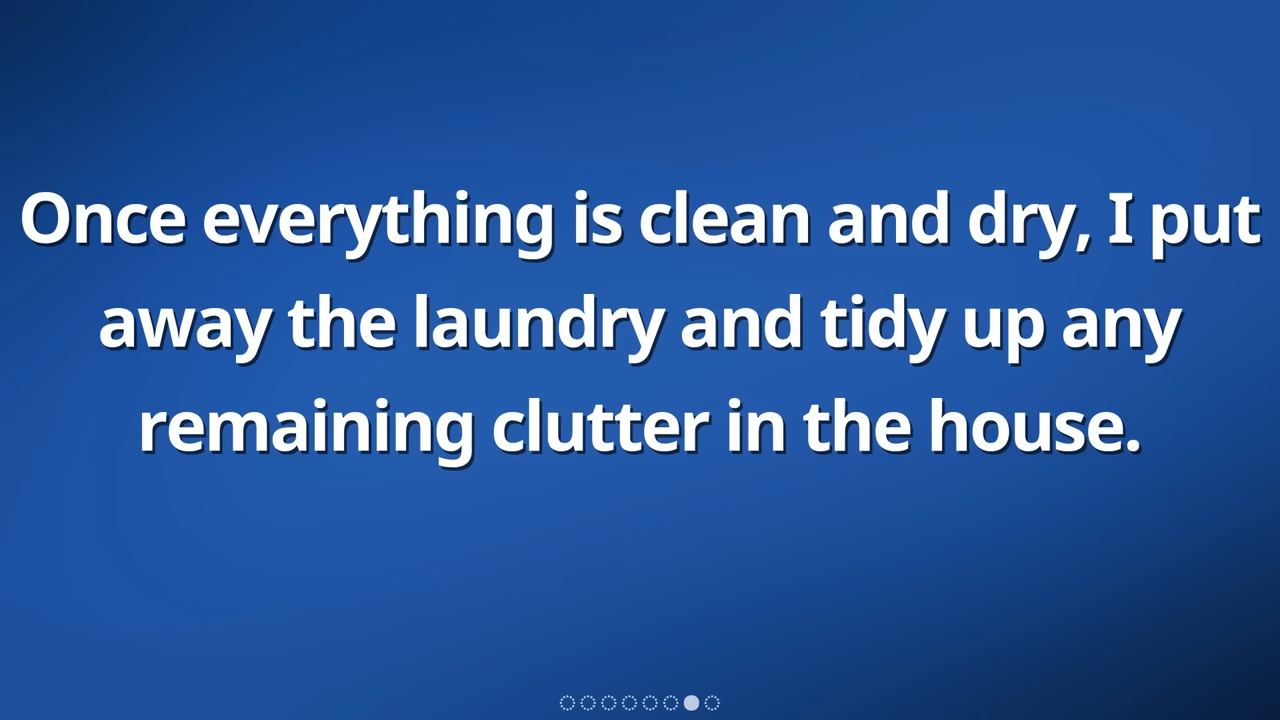 Once everything is clean and dry, I put
away the laundry and tidy up any
remaining clutter in the house.